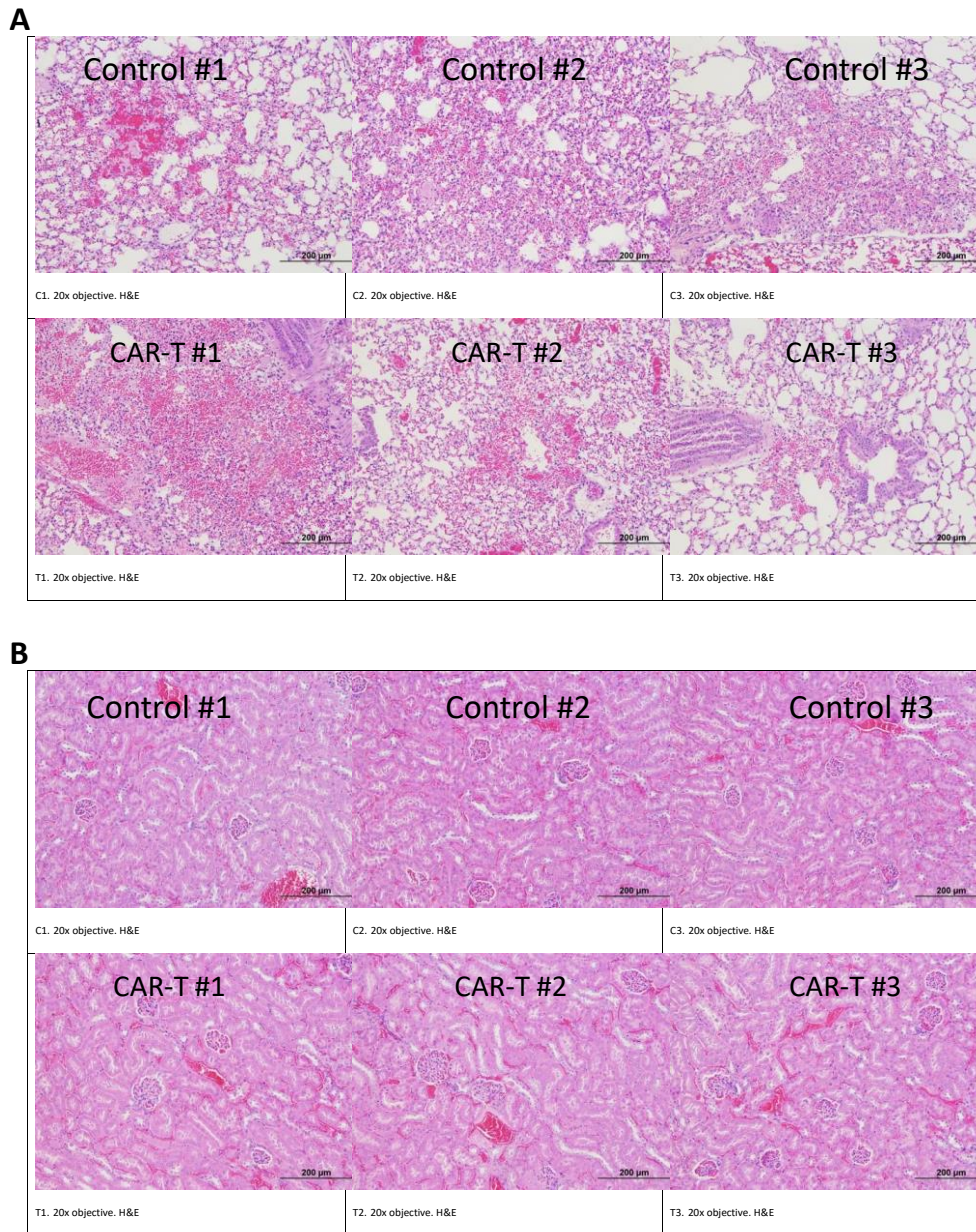 A
Control #1 Control #2 Control #3
200 µm 200 µm 200 µm
C1. 20x objective. H&E C2. 20x objective. H&E C3. 20x objective. H&E
CAR-T #1 CAR-T #2 CAR-T #3
200 µm 200 µm 200 µm
T1. 20x objective. H&E T2. 20x objective. H&E T3. 20x objective. H&E
B
Control #1 Control #2 Control #3
200 µm 200 µm 200 µm
C1. 20x objective. H&E C2. 20x objective. H&E C3. 20x objective. H&E
CAR-T #1 CAR-T #2 CAR-T #3
200 µm 200 µm 200 µm
T1. 20x objective. H&E T2. 20x objective. H&E T3. 20x objective. H&E